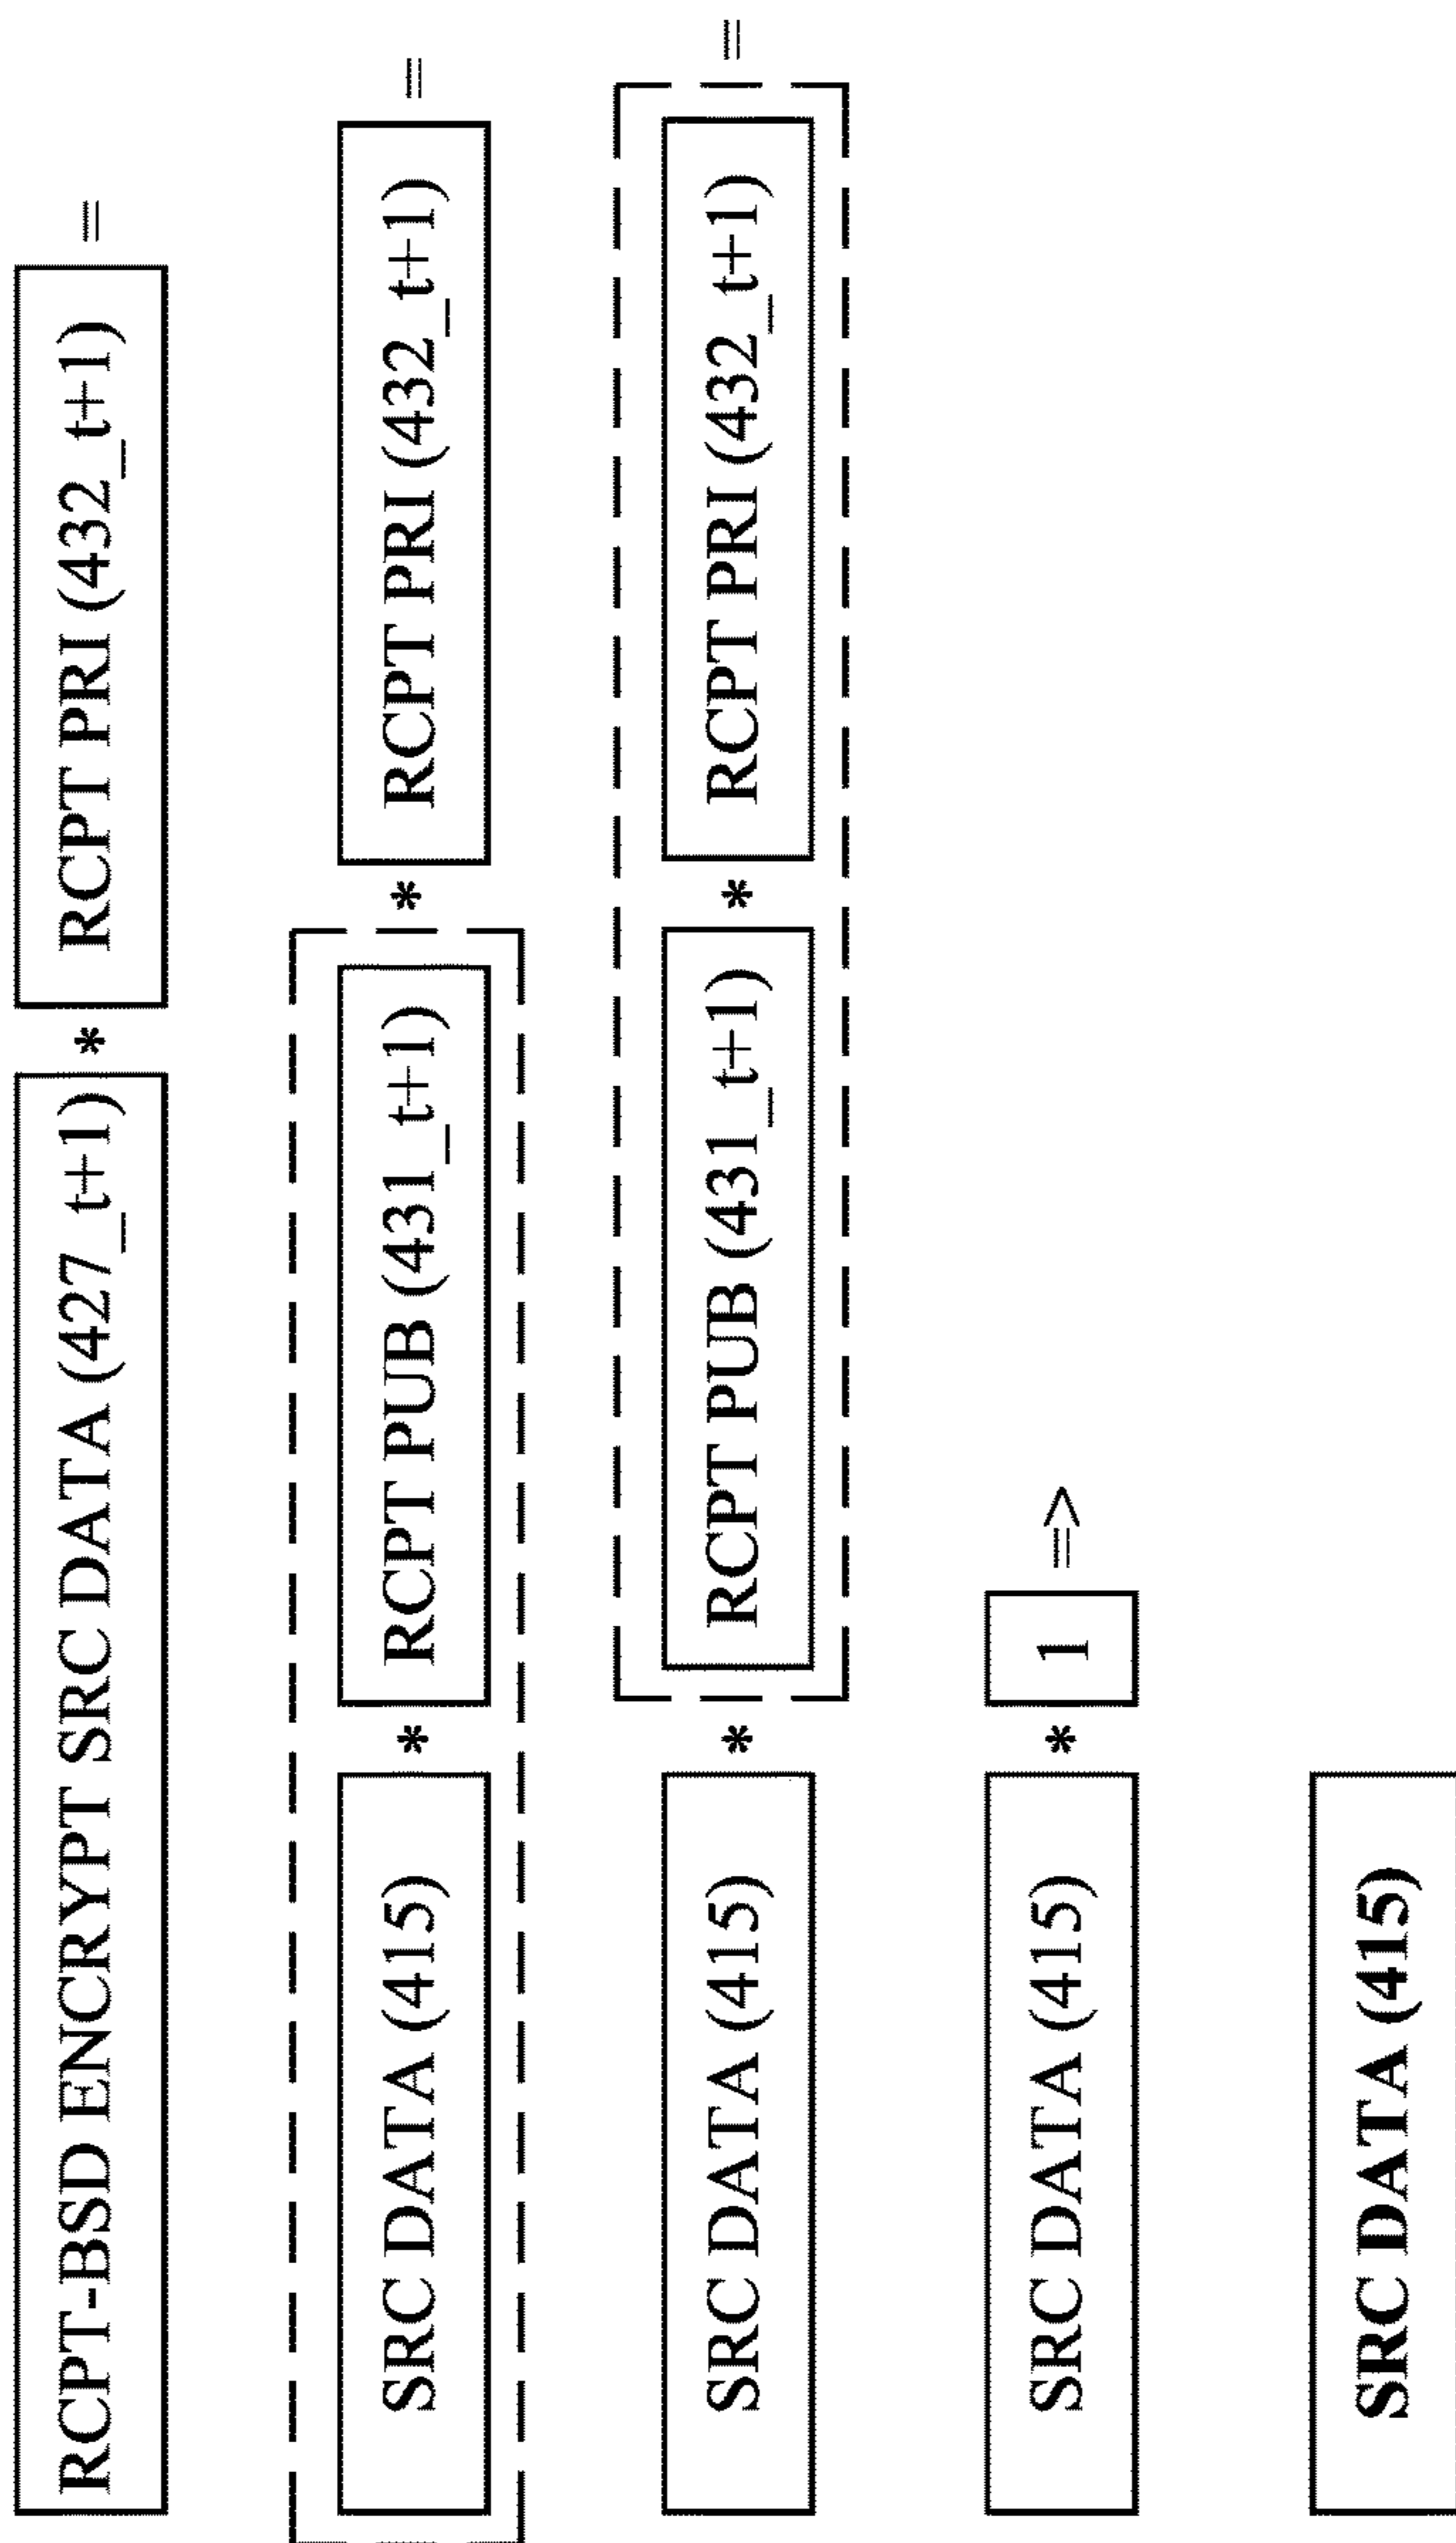 RCPT-BSD ENCRYPT SRC DATA (427_t+1) * RCPT PRI (432_t+1) =
SRC DATA (415) * RCPT PUB (431_t+1) * RCPT PRI (432_t+1) =
SRC DATA (415) * RCPT PUB (431_t+1) * RCPT PRI (432_t+1) =
SRC DATA (415) * 1 =>
SRC DATA (415)